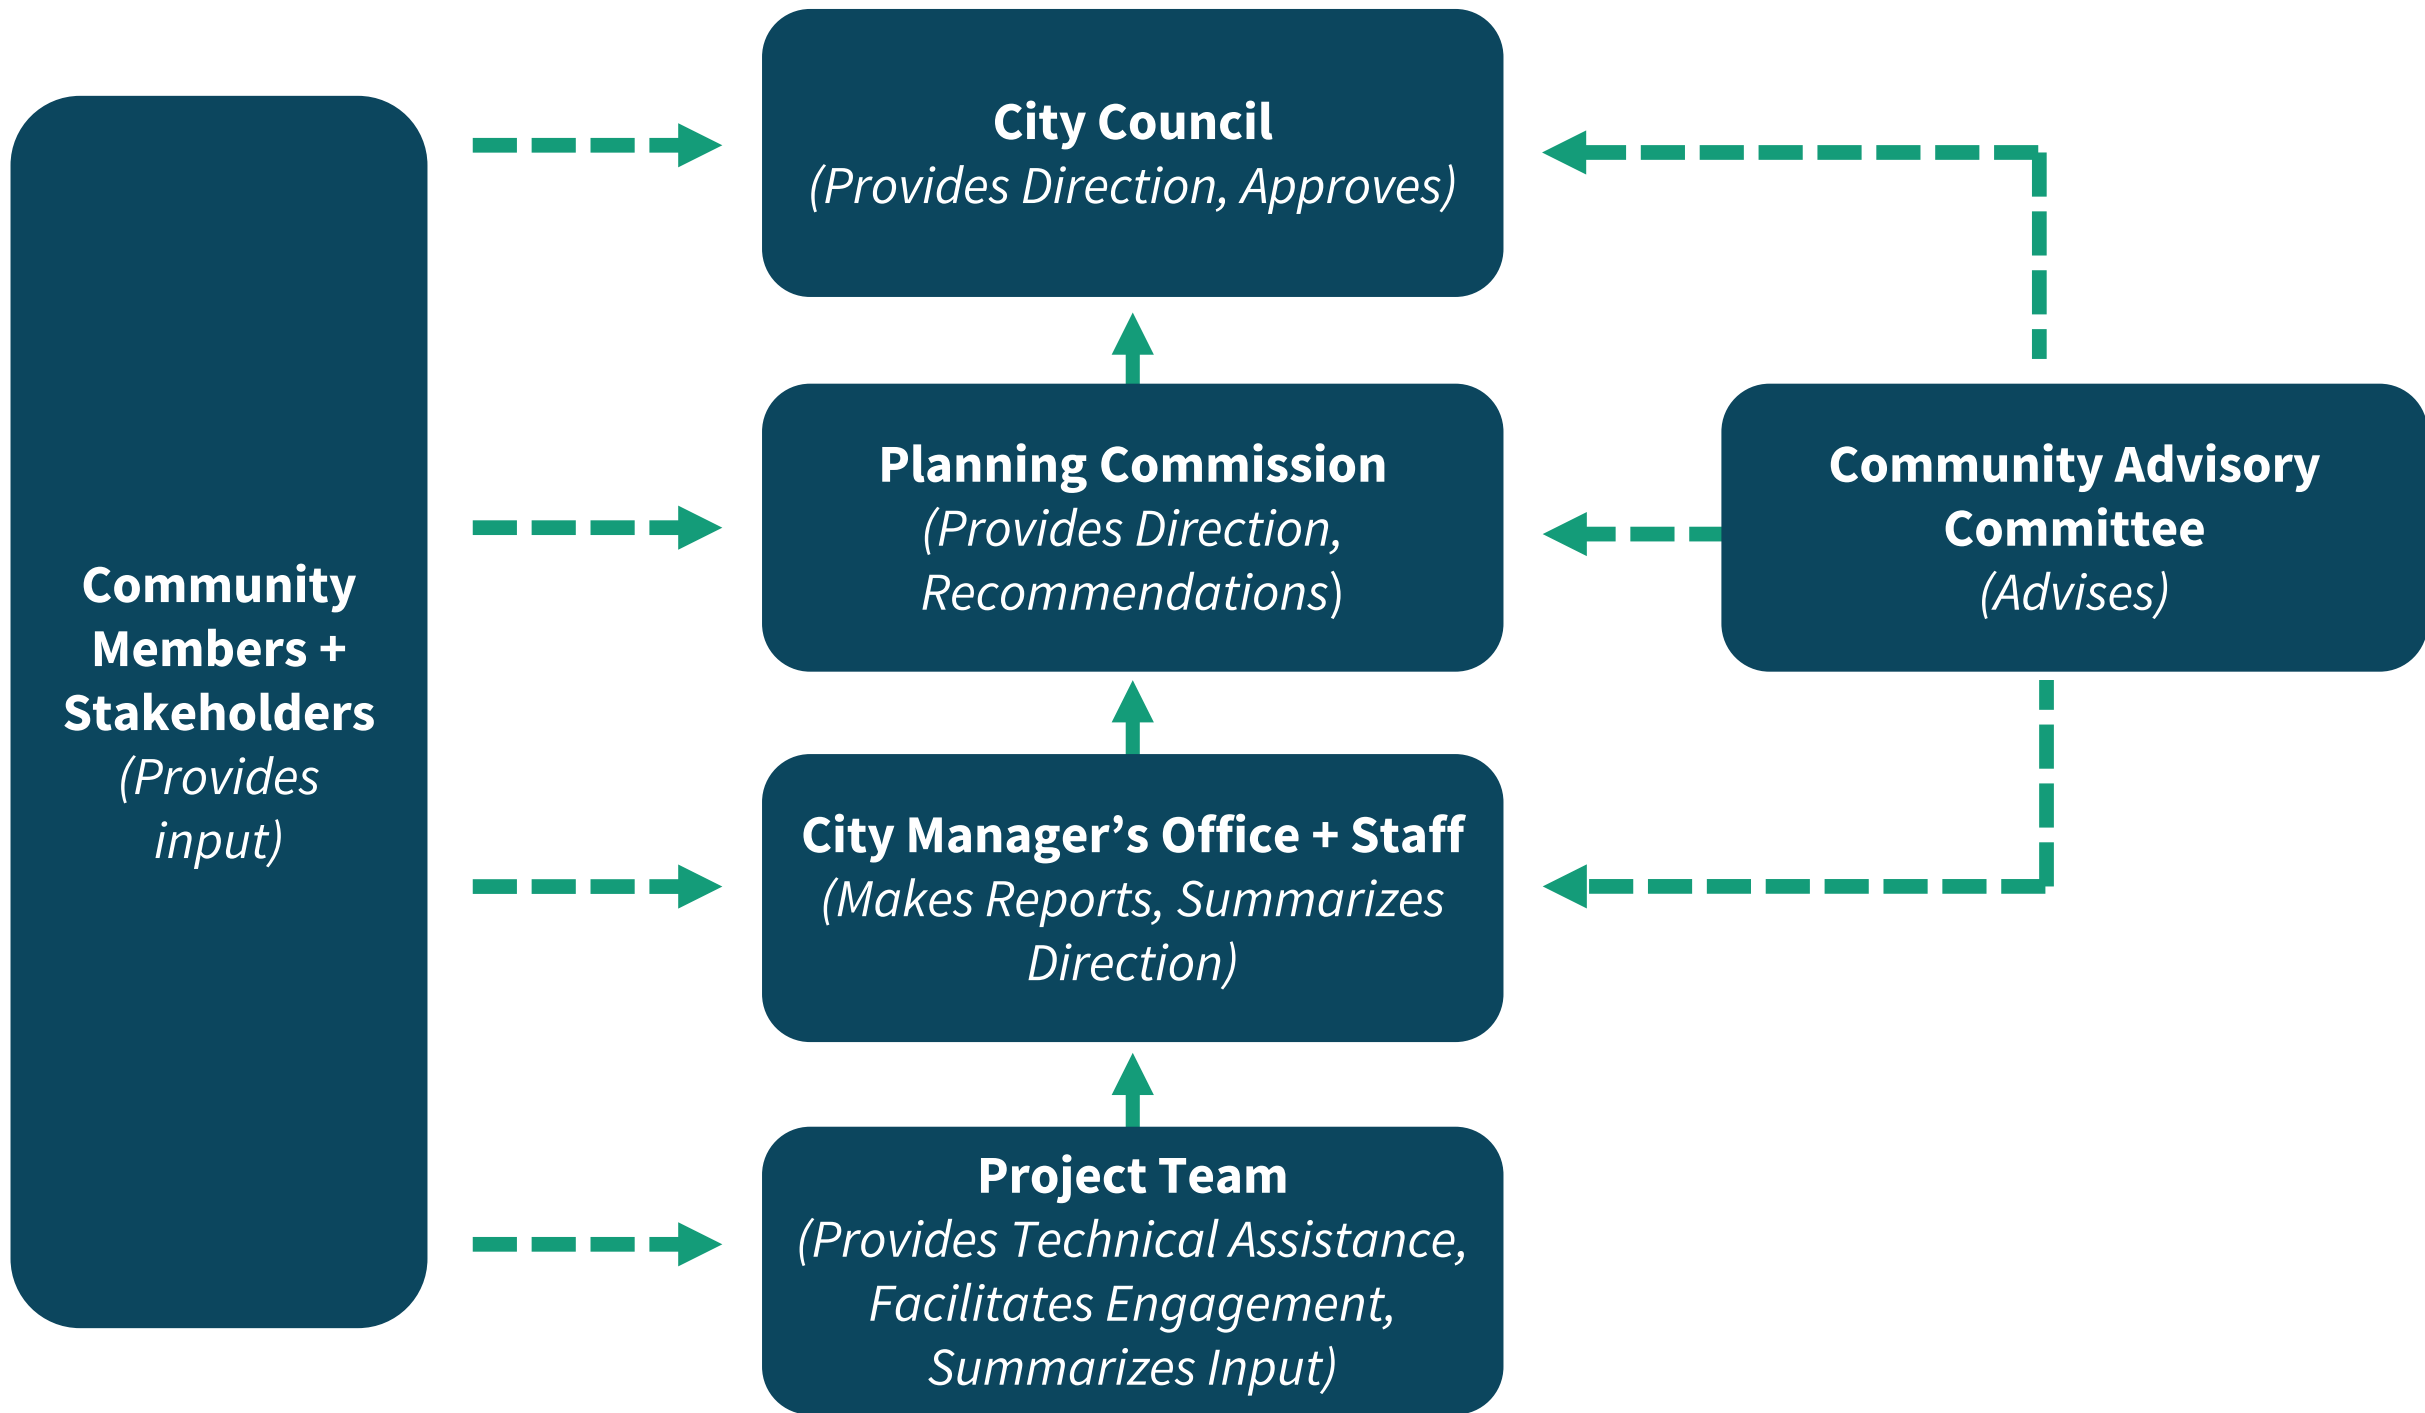 Community
Members +
Stakeholders
(Provides
input)
City Council
(Provides Direction, Approves)
Planning Commission
(Provides Direction,
Recommendations)
City Manager’s Office + Staff
(Makes Reports, Summarizes
Direction)
Project Team
(Provides Technical Assistance,
Facilitates Engagement,
Summarizes Input)
Community Advisory
Committee
(Advises)